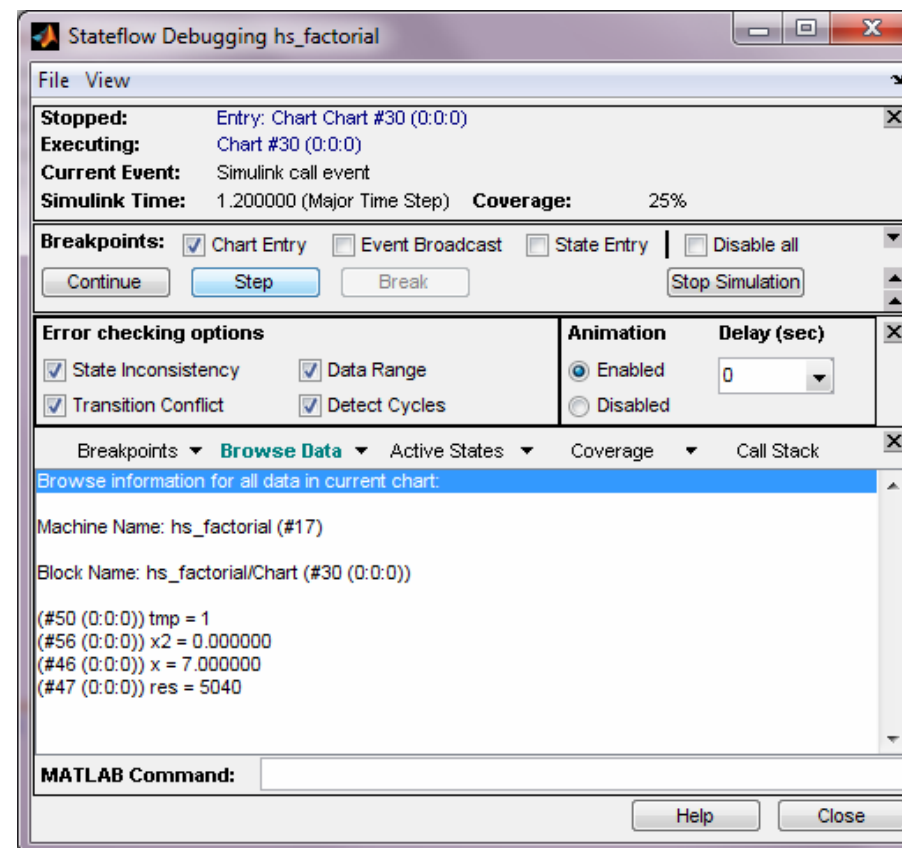 Stateflow Debugging hs_factorial
File View
Stopped: Entry: Chart Chart #30 (0:0:0)
Executing: Chart #30 (0:0:0)
Current Event: Simulink call event
Simulink Time: 1.200000 (Major Time Step) Coverage: 25%
Breakpoints: Chart Entry Event Broadcast State Entry Disable all
Continue Step Break Stop Simulation
Error checking options Animation Delay (sec)
State Inconsistency Data Range Enabled 0
Transition Conflict Detect Cycles Disabled
Breakpoints Browse Data Active States Coverage Call Stack
Browse information for all data in current chart:
Machine Name: hs_factorial (#17)
Block Name: hs_factorial/Chart (#30 (0:0:0))
(#50 (0:0:0)) tmp = 1
(#56 (0:0:0)) x2 = 0.000000
(#46 (0:0:0)) x = 7.000000
(#47 (0:0:0)) res = 5040
MATLAB Command:
Help Close